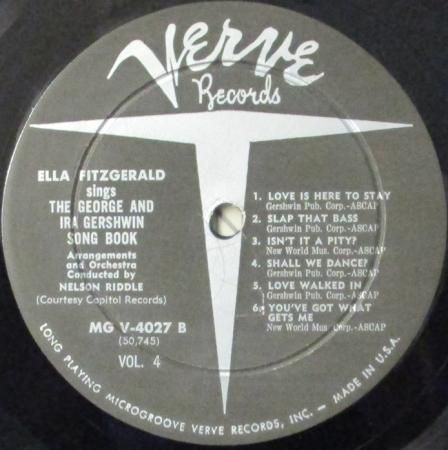 Verve
Records
ELLA FITZGERALD
sings
THE GEORGE AND
IRA GERSHWIN
SONG BOOK
Arrangements
and Orchestra
Conducted by
NELSON RIDDLE
(Courtesy Capitol Records)
MG V-4027 B
(50,745)
VOL. 4
1. LOVE IS HERE TO STAY
Gershwin Pub. Corp.-ASCAP
2. SLAP THAT BASS
Gershwin Pub. Corp.-ASCAP
3. ISN'T IT A PITY?
New World Mus. Corp.-ASCAP
4. SHALL WE DANCE?
Gershwin Pub. Corp.-ASCAP
5. LOVE WALKED IN
Gershwin Pub. Corp.-ASCAP
6. YOU'VE GOT WHAT
GETS ME
New World Mus. Corp.-ASCAP
LONG PLAYING MICROGROOVE VERVE RECORDS, INC. – MADE IN U.S.A.